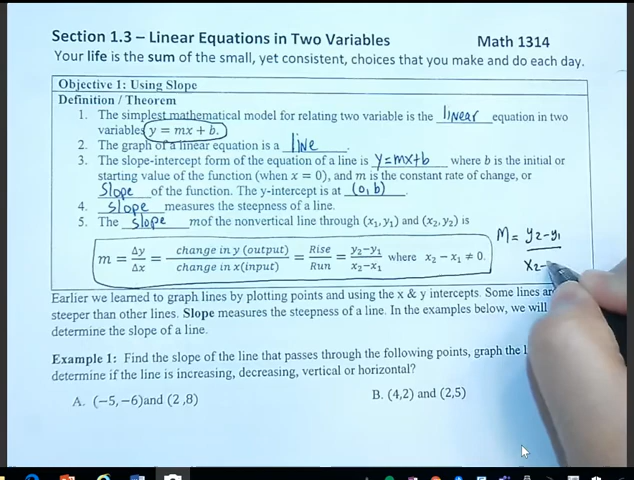 Section 1.3 – Linear Equations in Two Variables Math 1314
Your life is the sum of the small, yet consistent, choices that you make and do each day.
Objective 1: Using Slope
Definition / Theorem
1. The simplest mathematical model for relating two variable is the linear equation in two
variables y = mx + b.
2. The graph of a linear equation is a line.
3. The slope-intercept form of the equation of a line is y=mx+b where b is the initial or
starting value of the function (when x = 0), and m is the constant rate of change, or
Slope of the function. The y-intercept is at (0, b)
4. slope measures the steepness of a line.
5. The slope m of the nonvertical line through (x₁, y₁) and (x₂, y₂) is
m = Δy/Δx = change in y (output)/change in x(input) = Rise/Run = y₂−y₁/x₂−x₁ where x₂ − x₁ ≠ 0.
M = y₂−y₁
x₂−
Earlier we learned to graph lines by plotting points and using the x & y intercepts. Some lines are
steeper than other lines. Slope measures the steepness of a line. In the examples below, we will
determine the slope of a line.
Example 1: Find the slope of the line that passes through the following points, graph the l
determine if the line is increasing, decreasing, vertical or horizontal?
A. (−5, −6)and (2 ,8) B. (4,2) and (2,5)